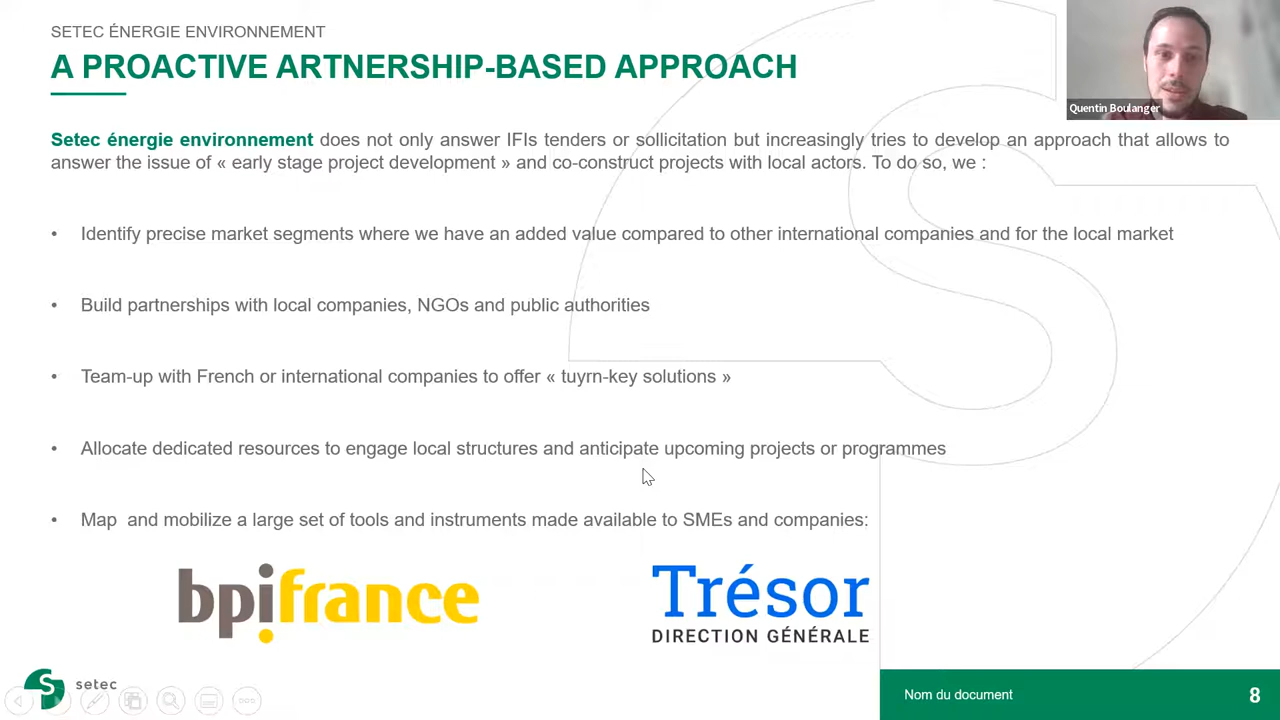 SETEC ÉNERGIE ENVIRONNEMENT
A PROACTIVE ARTNERSHIP-BASED APPROACH
Quentin Boulanger
Setec énergie environnement does not only answer IFIs tenders or sollicitation but increasingly tries to develop an approach that allows to
answer the issue of « early stage project development » and co-construct projects with local actors. To do so, we :
• Identify precise market segments where we have an added value compared to other international companies and for the local market
• Build partnerships with local companies, NGOs and public authorities
• Team-up with French or international companies to offer « tuyrn-key solutions »
• Allocate dedicated resources to engage local structures and anticipate upcoming projects or programmes
• Map  and mobilize a large set of tools and instruments made available to SMEs and companies:
bpifrance
Trésor
DIRECTION GÉNÉRALE
S setec
Nom du document
8